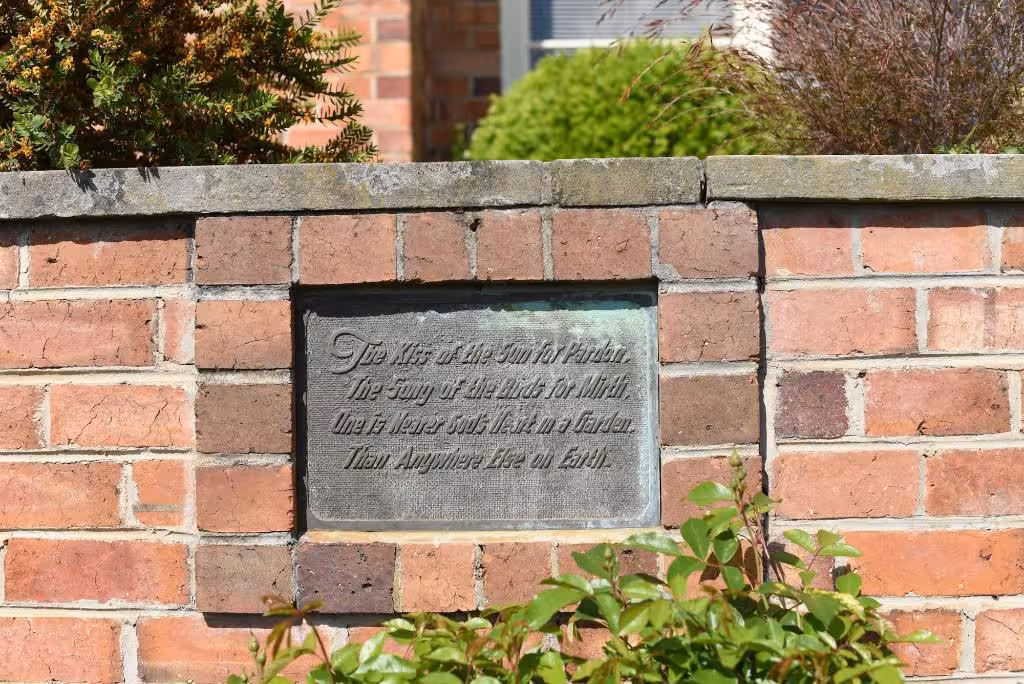 The Kiss of the Sun for Pardon,
The Song of the Birds for Mirth,
One is Nearer God's Heart in a Garden
Than Anywhere Else on Earth.